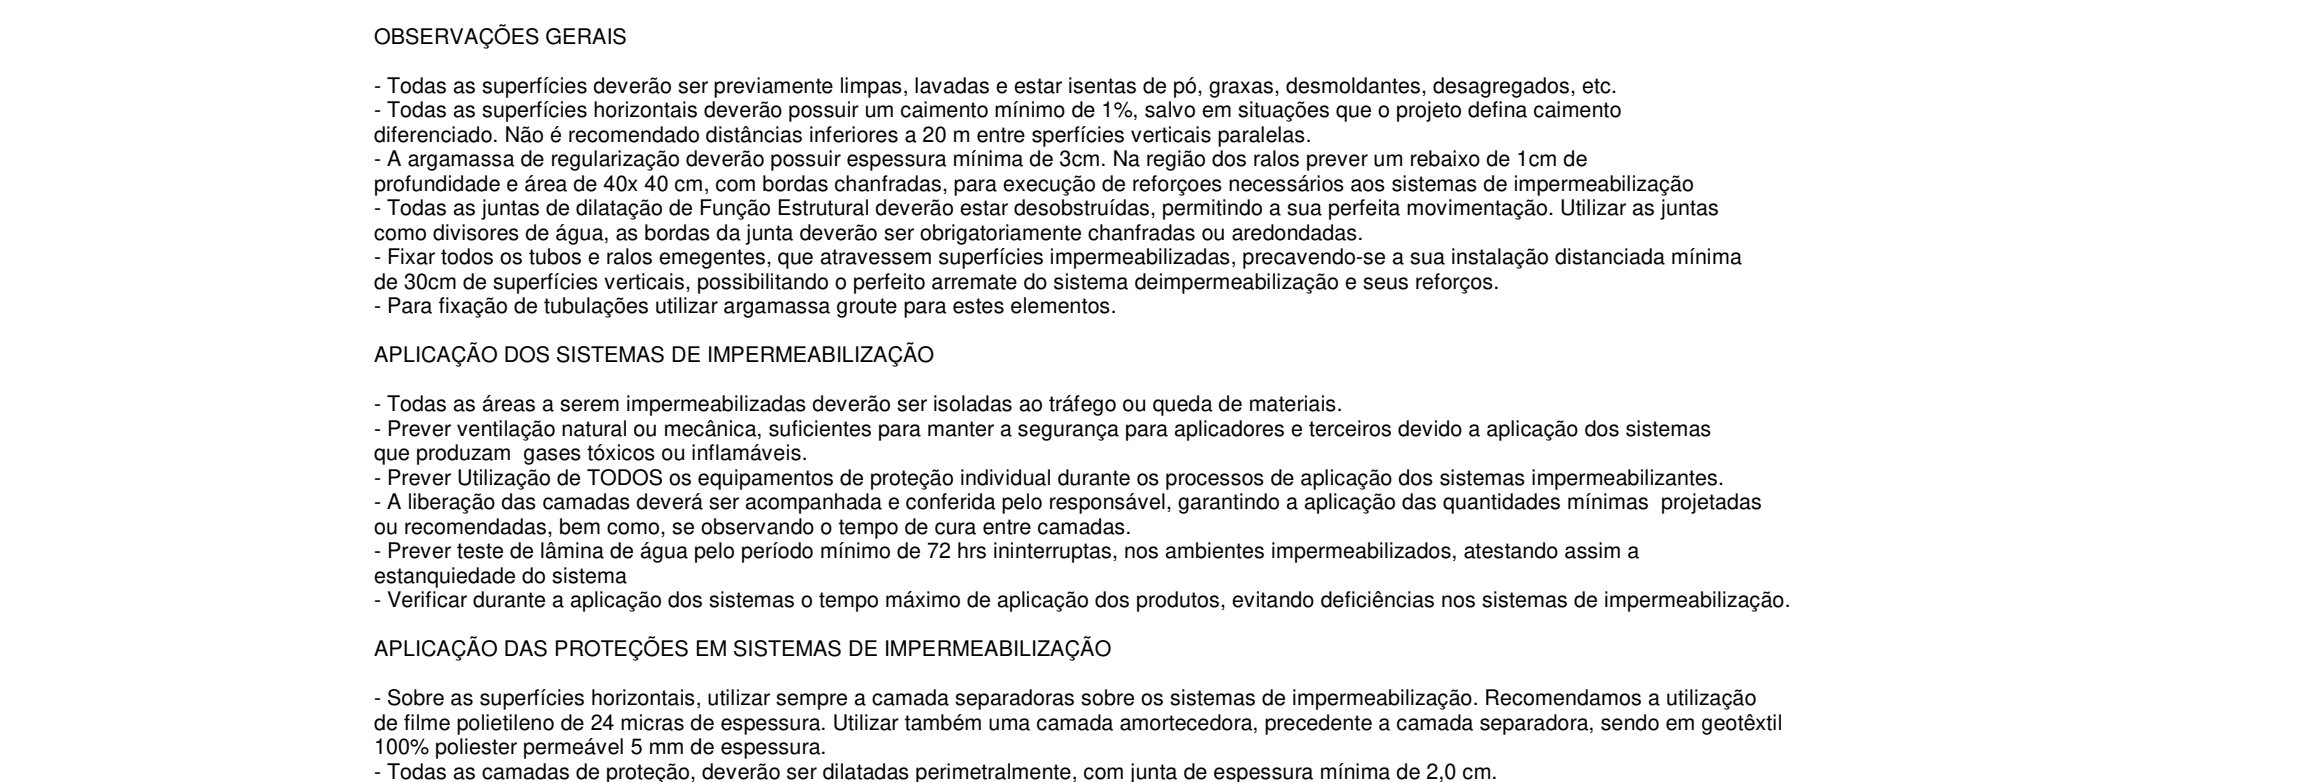 OBSERVAÇÕES GERAIS
- Todas as superfícies deverão ser previamente limpas, lavadas e estar isentas de pó, graxas, desmoldantes, desagregados, etc.
- Todas as superfícies horizontais deverão possuir um caimento mínimo de 1%, salvo em situações que o projeto defina caimento
diferenciado. Não é recomendado distâncias inferiores a 20 m entre sperfícies verticais paralelas.
- A argamassa de regularização deverão possuir espessura mínima de 3cm. Na região dos ralos prever um rebaixo de 1cm de
profundidade e área de 40x 40 cm, com bordas chanfradas, para execução de reforçoes necessários aos sistemas de impermeabilização
- Todas as juntas de dilatação de Função Estrutural deverão estar desobstruídas, permitindo a sua perfeita movimentação. Utilizar as juntas
como divisores de água, as bordas da junta deverão ser obrigatoriamente chanfradas ou aredondadas.
- Fixar todos os tubos e ralos emegentes, que atravessem superfícies impermeabilizadas, precavendo-se a sua instalação distanciada mínima
de 30cm de superfícies verticais, possibilitando o perfeito arremate do sistema deimpermeabilização e seus reforços.
- Para fixação de tubulações utilizar argamassa groute para estes elementos.
APLICAÇÃO DOS SISTEMAS DE IMPERMEABILIZAÇÃO
- Todas as áreas a serem impermeabilizadas deverão ser isoladas ao tráfego ou queda de materiais.
- Prever ventilação natural ou mecânica, suficientes para manter a segurança para aplicadores e terceiros devido a aplicação dos sistemas
que produzam  gases tóxicos ou inflamáveis.
- Prever Utilização de TODOS os equipamentos de proteção individual durante os processos de aplicação dos sistemas impermeabilizantes.
- A liberação das camadas deverá ser acompanhada e conferida pelo responsável, garantindo a aplicação das quantidades mínimas  projetadas
ou recomendadas, bem como, se observando o tempo de cura entre camadas.
- Prever teste de lâmina de água pelo período mínimo de 72 hrs ininterruptas, nos ambientes impermeabilizados, atestando assim a
estanquiedade do sistema
- Verificar durante a aplicação dos sistemas o tempo máximo de aplicação dos produtos, evitando deficiências nos sistemas de impermeabilização.
APLICAÇÃO DAS PROTEÇÕES EM SISTEMAS DE IMPERMEABILIZAÇÃO
- Sobre as superfícies horizontais, utilizar sempre a camada separadoras sobre os sistemas de impermeabilização. Recomendamos a utilização
de filme polietileno de 24 micras de espessura. Utilizar também uma camada amortecedora, precedente a camada separadora, sendo em geotêxtil
100% poliester permeável 5 mm de espessura.
- Todas as camadas de proteção, deverão ser dilatadas perimetralmente, com junta de espessura mínima de 2,0 cm.